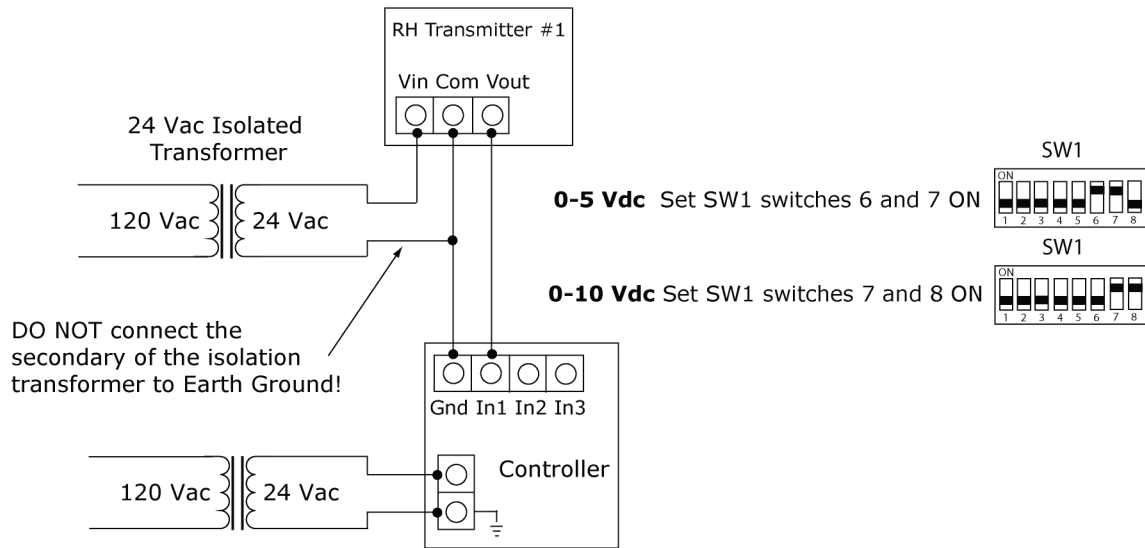 RH Transmitter #1
Vin Com Vout
24 Vac Isolated
Transformer
120 Vac
24 Vac
DO NOT connect the
secondary of the isolation
transformer to Earth Ground!
0-5 Vdc Set SW1 switches 6 and 7 ON
SW1
ON
1 2 3 4 5 6 7 8
0-10 Vdc Set SW1 switches 7 and 8 ON
SW1
ON
1 2 3 4 5 6 7 8
Gnd In1 In2 In3
Controller
120 Vac
24 Vac